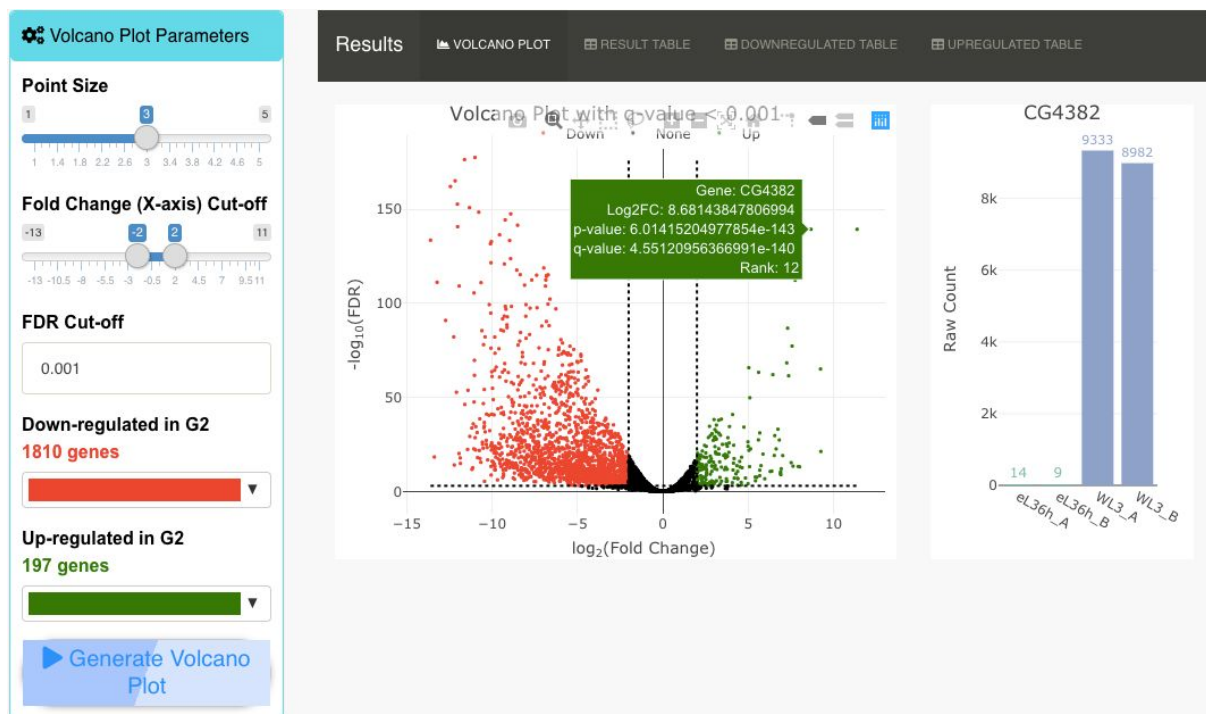 Volcano Plot Parameters
Point Size
1 3 5
1 1.4 1.8 2.2 2.6 3 3.4 3.8 4.2 4.6 5
Fold Change (X-axis) Cut-off
-13 -2 2 11
-13 -10.5 -8 -5.5 -3 -0.5 2 4.5 7 9.5 11
FDR Cut-off
0.001
Down-regulated in G2
1810 genes
Up-regulated in G2
197 genes
Generate Volcano
Plot
Results VOLCANO PLOT RESULT TABLE DOWNREGULATED TABLE UPREGULATED TABLE
Volcano Plot with q-value < 0.001
Down None Up
Gene: CG4382
Log2FC: 8.68143847806994
p-value: 6.01415204977854e-143
q-value: 4.55120956366991e-140
Rank: 12
-log10(FDR)
150
100
50
0
−15 −10 −5 0 5 10
log2(Fold Change)
CG4382
9333
8982
Raw Count
8k
6k
4k
2k
0
14 9
eL36h_A eL36h_B WL3_A WL3_B